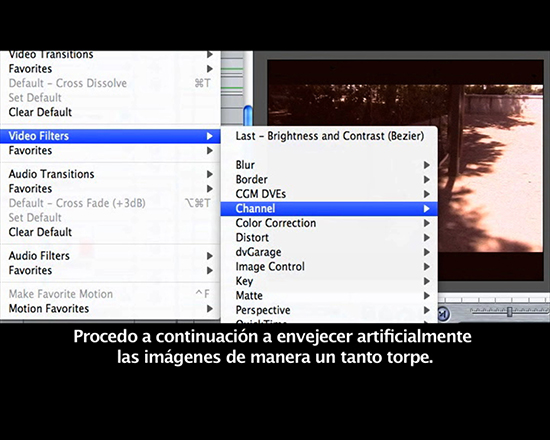 Video Transitions
Favorites
Default - Cross Dissolve ⌘T
Set Default
Clear Default
Video Filters
Favorites
Audio Transitions
Favorites
Default - Cross Fade (+3dB) ⌥⌘T
Set Default
Clear Default
Audio Filters
Favorites
Make Favorite Motion ^F
Motion Favorites
Last - Brightness and Contrast (Bezier)
Blur
Border
CGM DVEs
Channel
Color Correction
Distort
dvGarage
Image Control
Key
Matte
Perspective
QuickTime
Procedo a continuación a envejecer artificialmente
las imágenes de manera un tanto torpe.